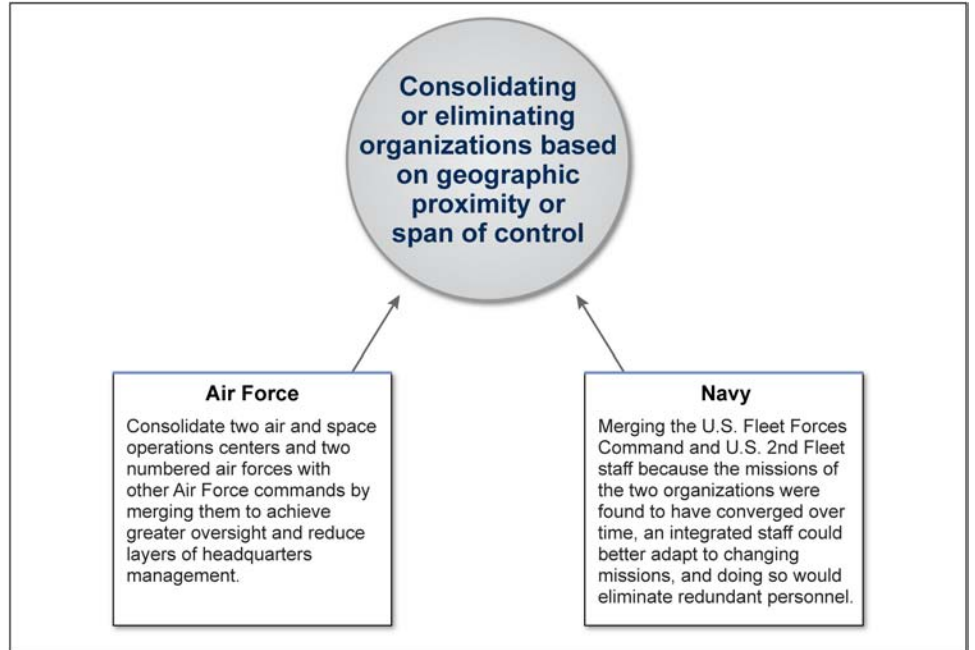 Consolidating
or eliminating
organizations based
on geographic
proximity or
span of control
Air Force
Consolidate two air and space
operations centers and two
numbered air forces with
other Air Force commands by
merging them to achieve
greater oversight and reduce
layers of headquarters
management.
Navy
Merging the U.S. Fleet Forces
Command and U.S. 2nd Fleet
staff because the missions of
the two organizations were
found to have converged over
time, an integrated staff could
better adapt to changing
missions, and doing so would
eliminate redundant personnel.